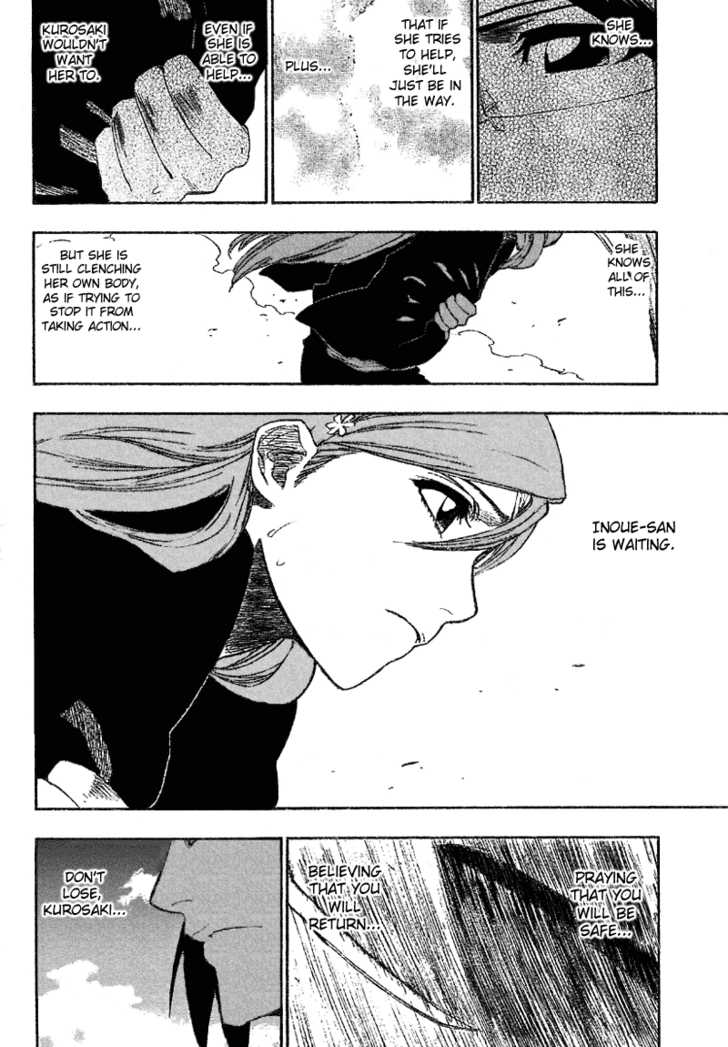 SHE
KNOWS...
THAT IF
SHE TRIES
TO HELP,
SHE'LL
JUST BE IN
THE WAY.
PLUS...
EVEN IF
SHE IS
ABLE TO
HELP...
KUROSAKI
WOULDN'T
WANT
HER TO.
SHE
KNOWS
ALL OF
THIS...
BUT SHE IS
STILL CLENCHING
HER OWN BODY,
AS IF TRYING TO
STOP IT FROM
TAKING ACTION...
INOUE-SAN
IS WAITING.
PRAYING
THAT YOU
WILL BE
SAFE...
BELIEVING
THAT YOU
WILL
RETURN...
DON'T
LOSE,
KUROSAKI...